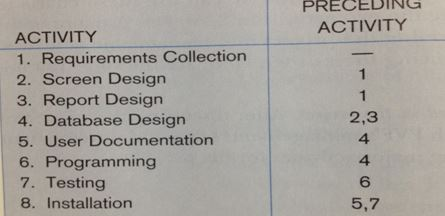 PRECEDING
ACTIVITY ACTIVITY
1. Requirements Collection —
2. Screen Design 1
3. Report Design 1
4. Database Design 2,3
5. User Documentation 4
6. Programming 4
7. Testing 6
8. Installation 5,7